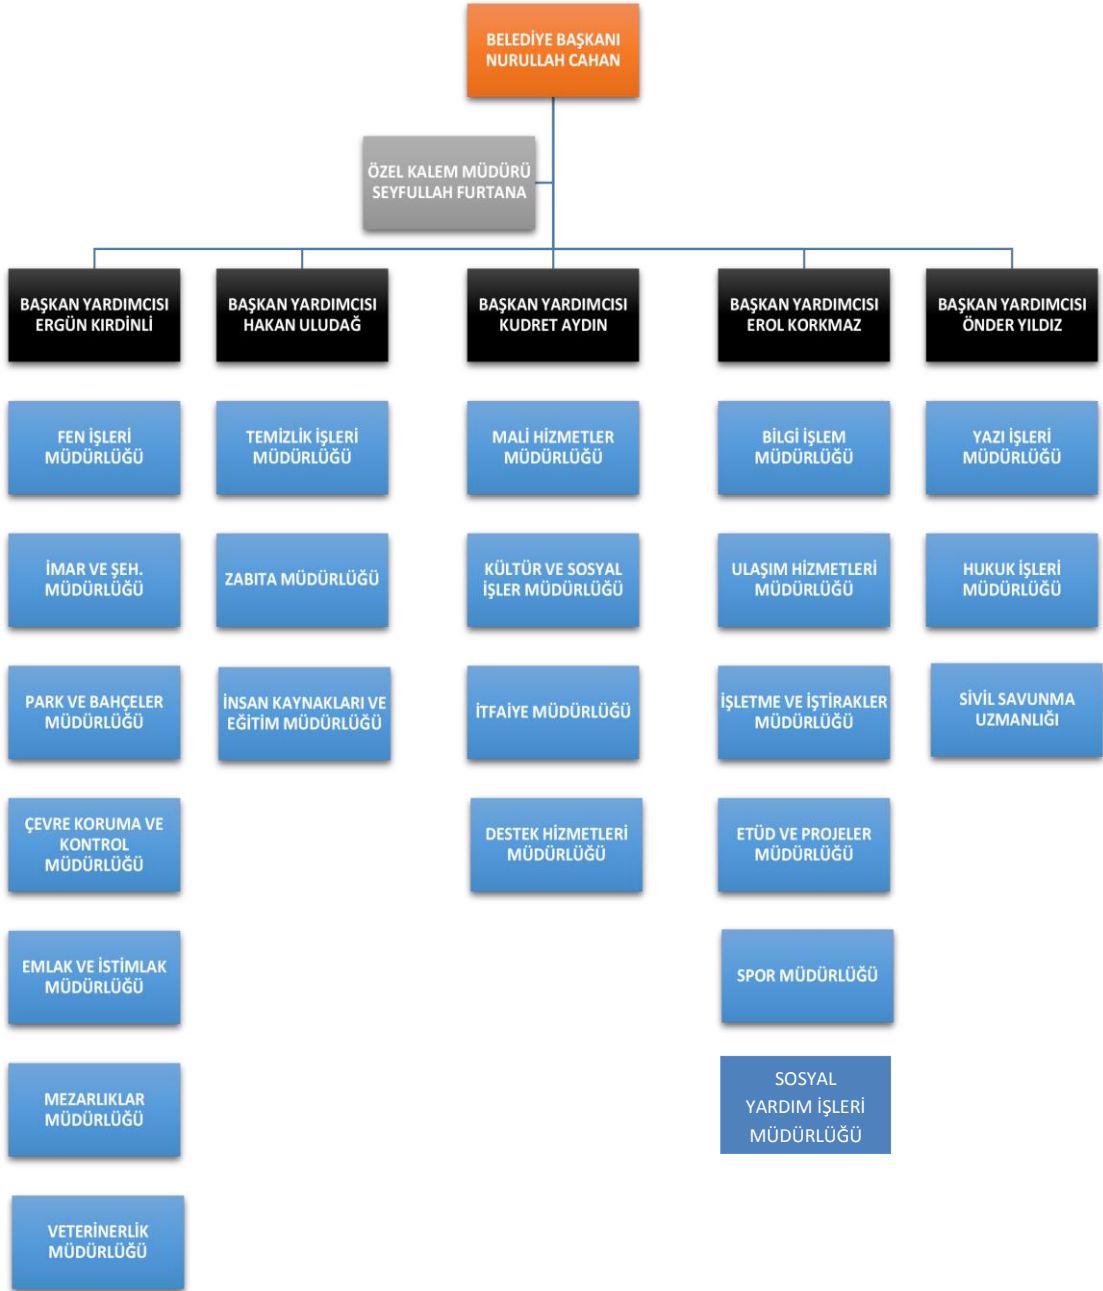 BELEDİYE BAŞKANI
NURULLAH CAHAN
ÖZEL KALEM MÜDÜRÜ
SEYFULLAH FURTANA
BAŞKAN YARDIMCISI
ERGÜN KIRDİNLİ
BAŞKAN YARDIMCISI
HAKAN ULUDAĞ
BAŞKAN YARDIMCISI
KUDRET AYDIN
BAŞKAN YARDIMCISI
EROL KORKMAZ
BAŞKAN YARDIMCISI
ÖNDER YILDIZ
FEN İŞLERİ
MÜDÜRLÜĞÜ
TEMİZLİK İŞLERİ
MÜDÜRLÜĞÜ
MALİ HİZMETLER
MÜDÜRLÜĞÜ
BİLGİ İŞLEM
MÜDÜRLÜĞÜ
YAZI İŞLERİ
MÜDÜRLÜĞÜ
İMAR VE ŞEH.
MÜDÜRLÜĞÜ
ZABITA MÜDÜRLÜĞÜ
KÜLTÜR VE SOSYAL
İŞLER MÜDÜRLÜĞÜ
ULAŞIM HİZMETLERİ
MÜDÜRLÜĞÜ
HUKUK İŞLERİ
MÜDÜRLÜĞÜ
PARK VE BAHÇELER
MÜDÜRLÜĞÜ
İNSAN KAYNAKLARI VE
EĞİTİM MÜDÜRLÜĞÜ
İTFAİYE MÜDÜRLÜĞÜ
İŞLETME VE İŞTİRAKLER
MÜDÜRLÜĞÜ
SİVİL SAVUNMA
UZMANLIĞI
ÇEVRE KORUMA VE
KONTROL
MÜDÜRLÜĞÜ
DESTEK HİZMETLERİ
MÜDÜRLÜĞÜ
ETÜD VE PROJELER
MÜDÜRLÜĞÜ
EMLAK VE İSTİMLAK
MÜDÜRLÜĞÜ
SPOR MÜDÜRLÜĞÜ
MEZARLIKLAR
MÜDÜRLÜĞÜ
SOSYAL
YARDIM İŞLERİ
MÜDÜRLÜĞÜ
VETERİNERLİK
MÜDÜRLÜĞÜ